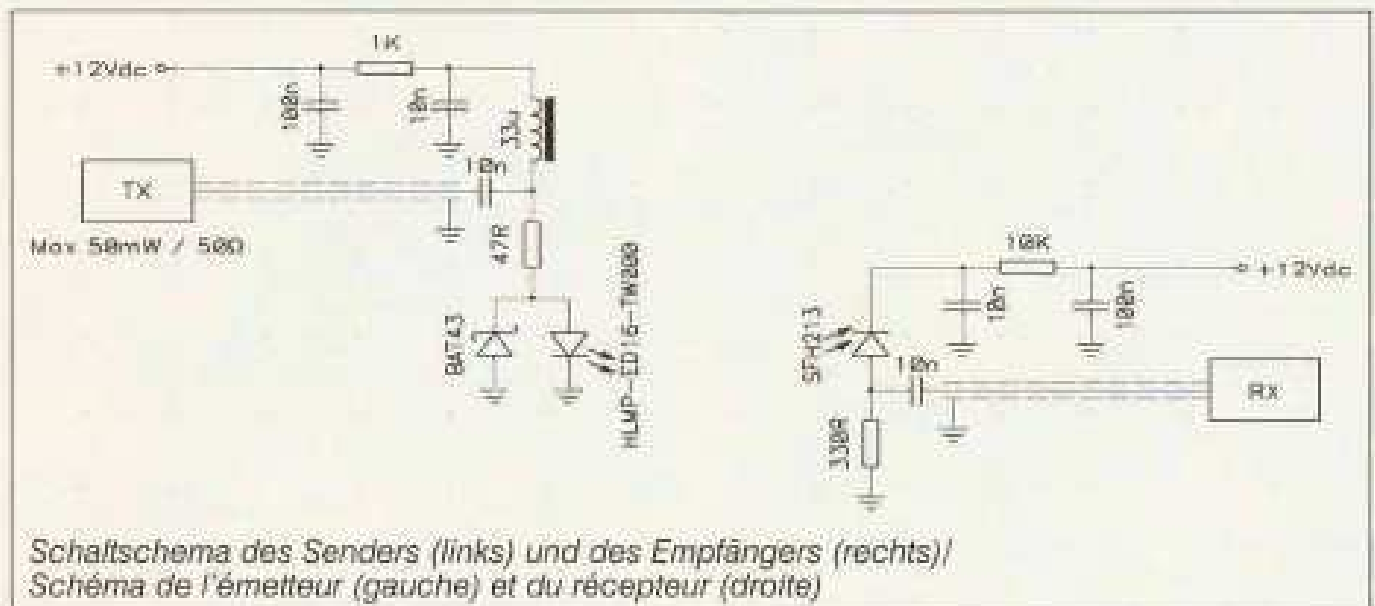 1K
+12Vdc
100n
10n
33u
10n
TX
Max 50mW / 50Ω
47R
BAT43
HLMP-ED16-TW000
10K
+12Vdc
10n
100n
SFH213
10n
RX
330R
Schaltschema des Senders (links) und des Empfängers (rechts)/
Schéma de l'émetteur (gauche) et du récepteur (droite)